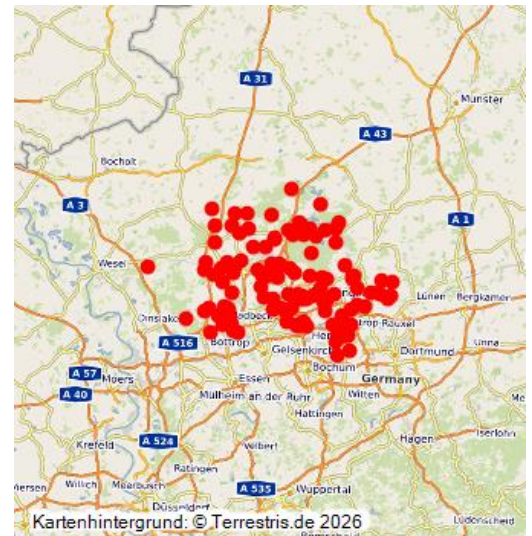 A 31
Münster
A 43
Bocholt
A 3
A 1
Wesel
Lünen
Bergkamen
Dinslaken
A 516
Bottrop
Gelsenkirch
Dortmund
Unna
Essen
Bochum
Germany
A 57
Moers
A 40
Mülheim an der Ruhr
Witten
Hattingen
A 524
Velbert
Hagen
Iserlohn
Krefeld
Ratingen
Willich
Meerbusch
A 535
Wuppertal
Düsseldorf
Lüdenscheid
Kartenhintergrund: © Terrestris.de 2026